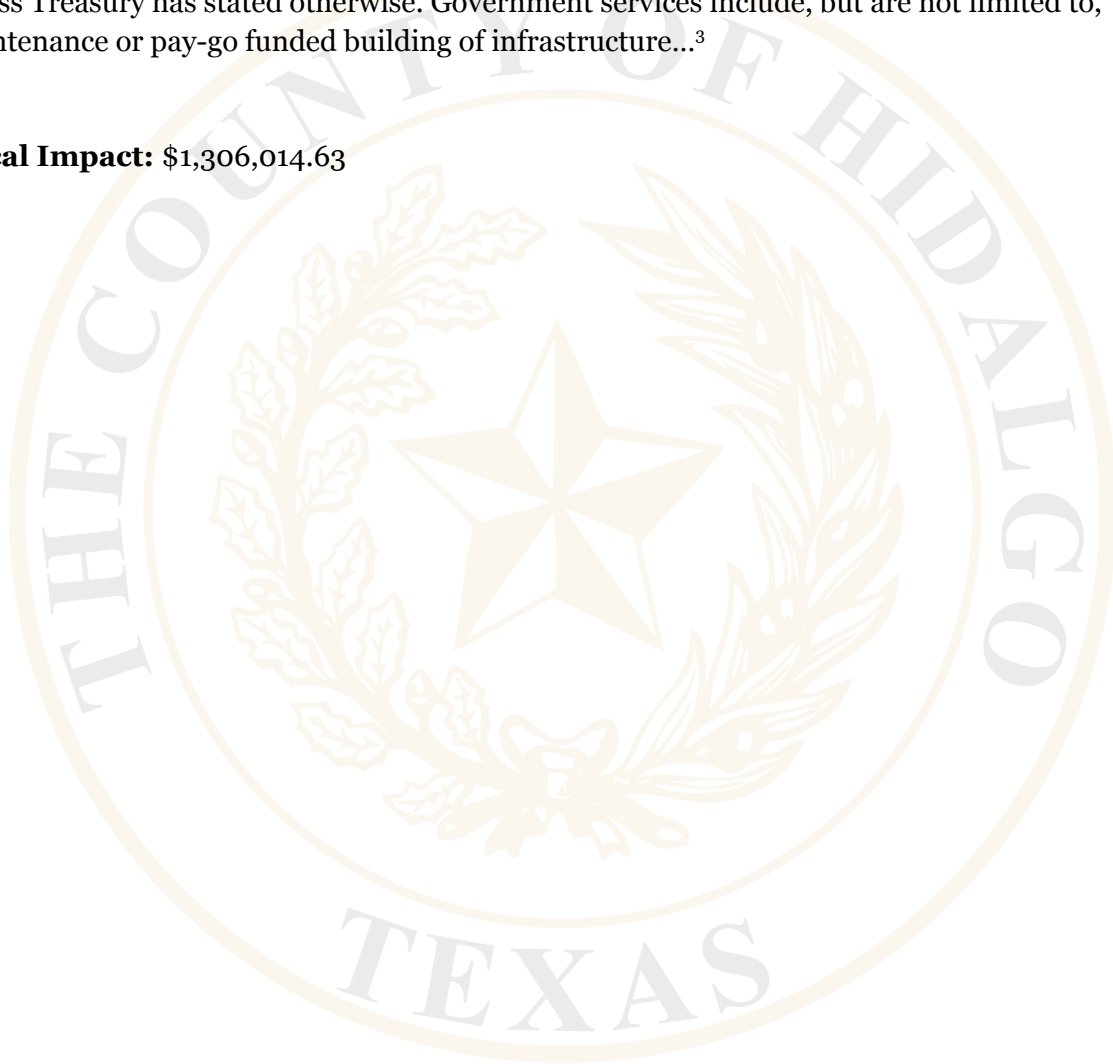 ss Treasury has stated otherwise. Government services include, but are not limited to,
ntenance or pay-go funded building of infrastructure...³
cal Impact: $1,306,014.63
THE COUNTY OF HIDALGO
TEXAS